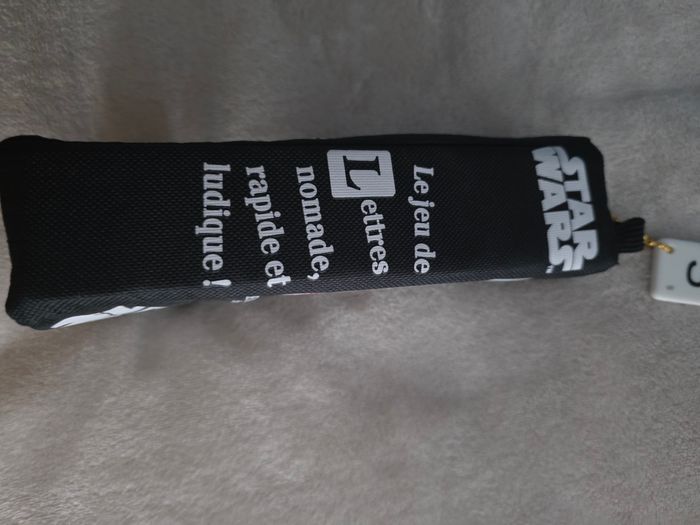 STAR
WARS
Le jeu de
Lettres
nomade,
rapide et
ludique !